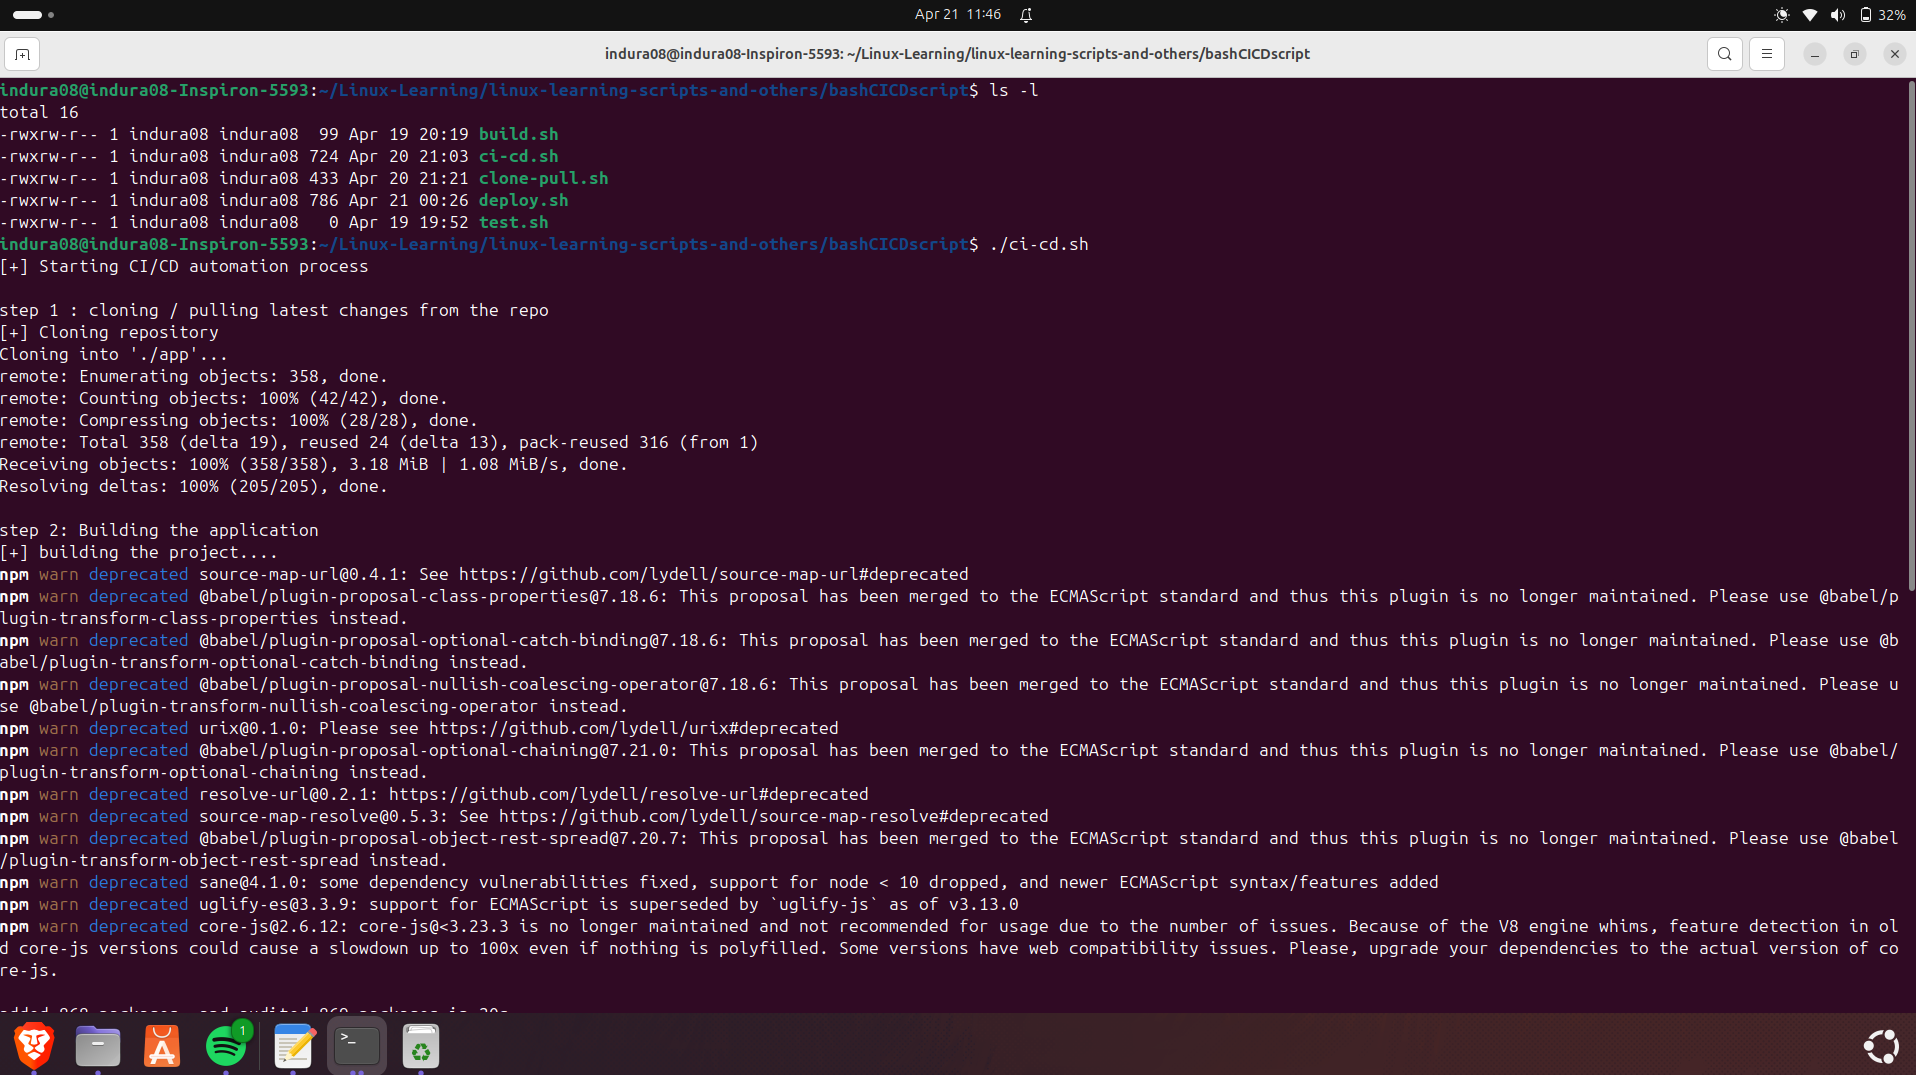 Apr 21 11:46
32%
indura08@indura08-Inspiron-5593: ~/Linux-Learning/linux-learning-scripts-and-others/bashCICDscript
indura08@indura08-Inspiron-5593:~/Linux-Learning/linux-learning-scripts-and-others/bashCICDscript$ ls -l
total 16
-rwxrw-r-- 1 indura08 indura08  99 Apr 19 20:19 build.sh
-rwxrw-r-- 1 indura08 indura08 724 Apr 20 21:03 ci-cd.sh
-rwxrw-r-- 1 indura08 indura08 433 Apr 20 21:21 clone-pull.sh
-rwxrw-r-- 1 indura08 indura08 786 Apr 21 00:26 deploy.sh
-rwxrw-r-- 1 indura08 indura08   0 Apr 19 19:52 test.sh
indura08@indura08-Inspiron-5593:~/Linux-Learning/linux-learning-scripts-and-others/bashCICDscript$ ./ci-cd.sh
[+] Starting CI/CD automation process
step 1 : cloning / pulling latest changes from the repo
[+] Cloning repository
Cloning into './app'...
remote: Enumerating objects: 358, done.
remote: Counting objects: 100% (42/42), done.
remote: Compressing objects: 100% (28/28), done.
remote: Total 358 (delta 19), reused 24 (delta 13), pack-reused 316 (from 1)
Receiving objects: 100% (358/358), 3.18 MiB | 1.08 MiB/s, done.
Resolving deltas: 100% (205/205), done.
step 2: Building the application
[+] building the project....
npm warn deprecated source-map-url@0.4.1: See https://github.com/lydell/source-map-url#deprecated
npm warn deprecated @babel/plugin-proposal-class-properties@7.18.6: This proposal has been merged to the ECMAScript standard and thus this plugin is no longer maintained. Please use @babel/p
lugin-transform-class-properties instead.
npm warn deprecated @babel/plugin-proposal-optional-catch-binding@7.18.6: This proposal has been merged to the ECMAScript standard and thus this plugin is no longer maintained. Please use @b
abel/plugin-transform-optional-catch-binding instead.
npm warn deprecated @babel/plugin-proposal-nullish-coalescing-operator@7.18.6: This proposal has been merged to the ECMAScript standard and thus this plugin is no longer maintained. Please u
se @babel/plugin-transform-nullish-coalescing-operator instead.
npm warn deprecated urix@0.1.0: Please see https://github.com/lydell/urix#deprecated
npm warn deprecated @babel/plugin-proposal-optional-chaining@7.21.0: This proposal has been merged to the ECMAScript standard and thus this plugin is no longer maintained. Please use @babel/
plugin-transform-optional-chaining instead.
npm warn deprecated resolve-url@0.2.1: https://github.com/lydell/resolve-url#deprecated
npm warn deprecated source-map-resolve@0.5.3: See https://github.com/lydell/source-map-resolve#deprecated
npm warn deprecated @babel/plugin-proposal-object-rest-spread@7.20.7: This proposal has been merged to the ECMAScript standard and thus this plugin is no longer maintained. Please use @babel
/plugin-transform-object-rest-spread instead.
npm warn deprecated sane@4.1.0: some dependency vulnerabilities fixed, support for node < 10 dropped, and newer ECMAScript syntax/features added
npm warn deprecated uglify-es@3.3.9: support for ECMAScript is superseded by `uglify-js` as of v3.13.0
npm warn deprecated core-js@2.6.12: core-js@<3.23.3 is no longer maintained and not recommended for usage due to the number of issues. Because of the V8 engine whims, feature detection in ol
d core-js versions could cause a slowdown up to 100x even if nothing is polyfilled. Some versions have web compatibility issues. Please, upgrade your dependencies to the actual version of co
re-js.
1